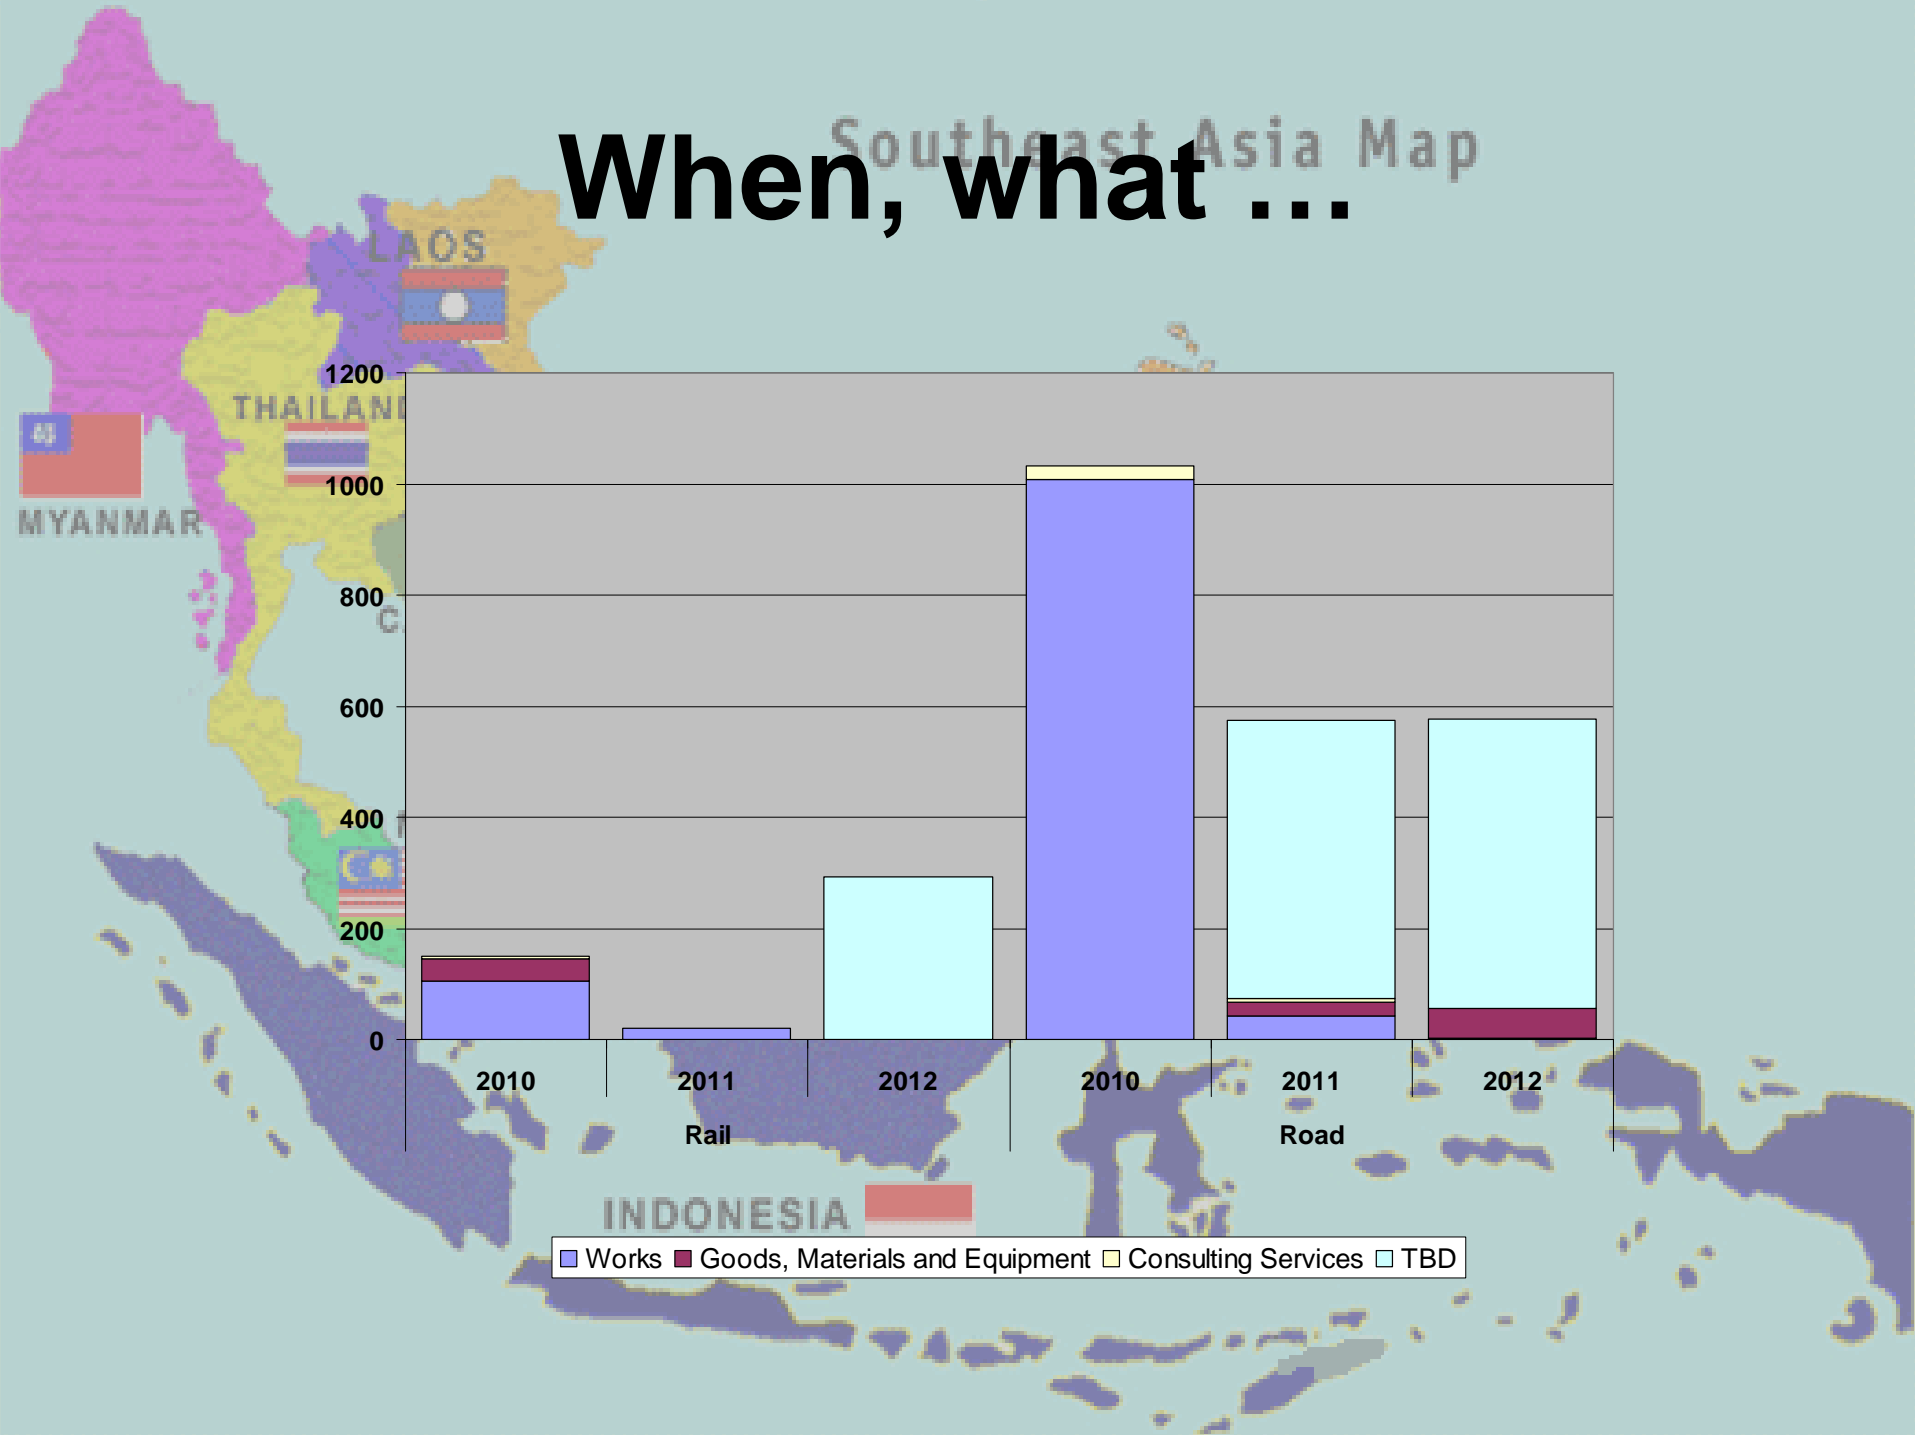 Southeast Asia Map
When, what …
LAOS
1200
THAILAND
1000
MYANMAR
800
600
400
200
0
2010 2011 2012 2010 2011 2012
Rail Road
INDONESIA
Works Goods, Materials and Equipment Consulting Services TBD